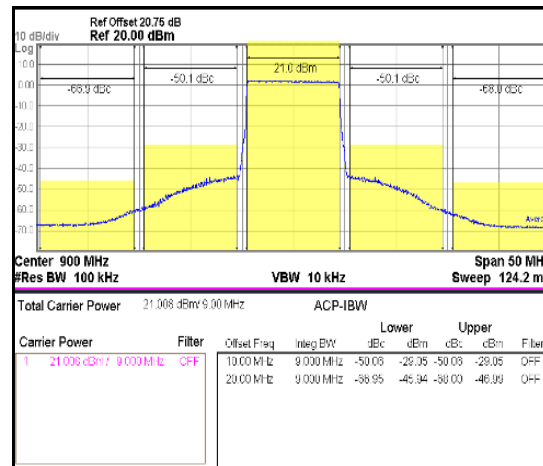 Ref Offset 20.75 dB
10 dB/div Ref 20.00 dBm
Log
10.0
0.00
-10.0
-20.0
-30.0
-40.0
-50.0
-60.0
-70.0
-66.9 dBc
-50.1 dBc
21.0 dBm
-50.1 dBc
-68.0 dBc
Center 900 MHz Span 50 MH
#Res BW 100 kHz VBW 10 kHz Sweep 124.2 m
Total Carrier Power 21.006 dBm/ 9.00 MHz ACP-IBW
Lower Upper
Carrier Power Filter Offset Freq Integ BW dBc dBm dBc dBm Filter
1 21.006 dBm / 9.000 MHz OFF 10.00 MHz 9.000 MHz -50.06 -29.05 -50.06 -29.05 OFF
20.00 MHz 9.000 MHz -66.95 -45.94 -68.00 -46.99 OFF